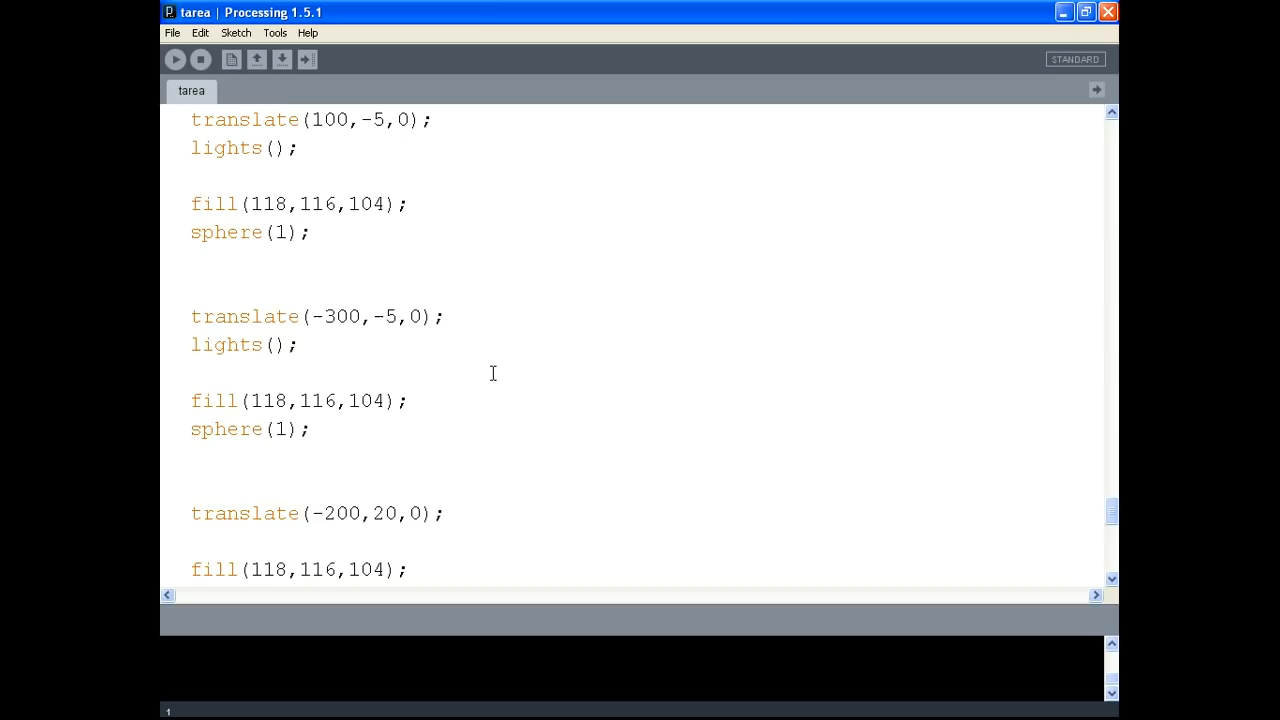 tarea | Processing 1.5.1
File Edit Sketch Tools Help
STANDARD
tarea
translate(100,-5,0);
lights();
fill(118,116,104);
sphere(1);
translate(-300,-5,0);
lights();
fill(118,116,104);
sphere(1);
translate(-200,20,0);
fill(118,116,104);
1